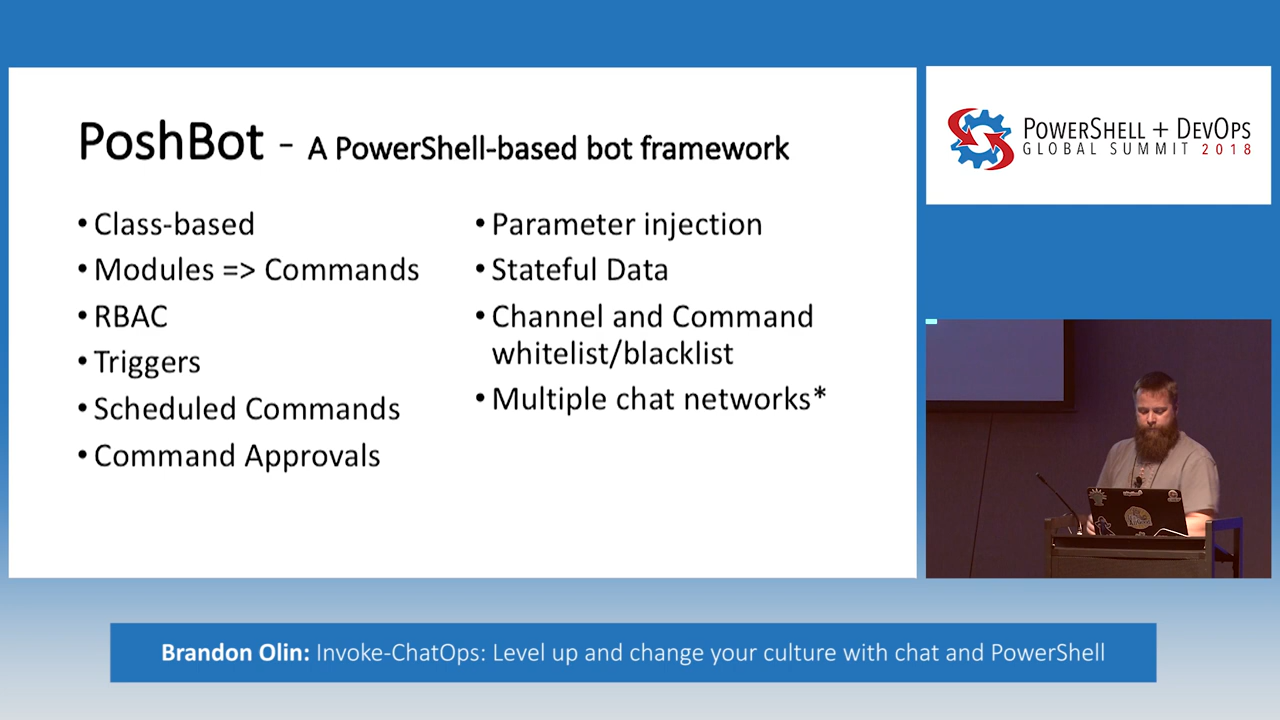 PoshBot - A PowerShell-based bot framework
• Class-based
• Modules => Commands
• RBAC
• Triggers
• Scheduled Commands
• Command Approvals
• Parameter injection
• Stateful Data
• Channel and Command
whitelist/blacklist
• Multiple chat networks*
POWERSHELL + DEVOPS
GLOBAL SUMMIT 2018
Brandon Olin: Invoke-ChatOps: Level up and change your culture with chat and PowerShell